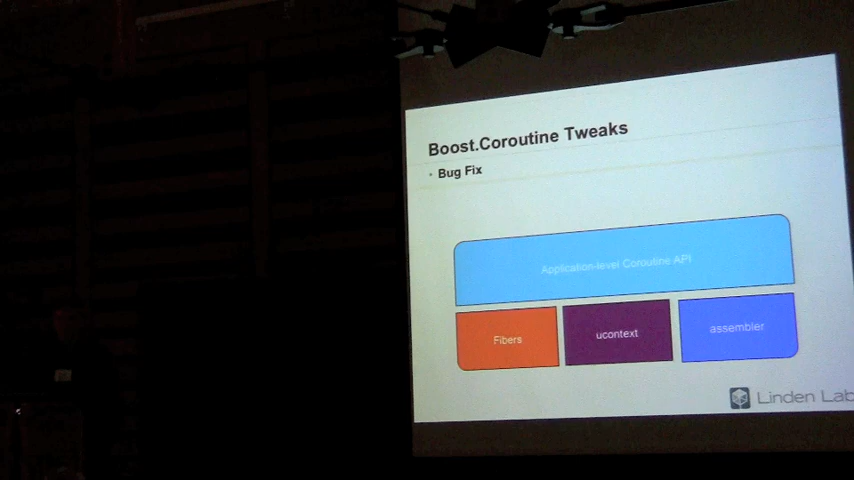 Boost.Coroutine Tweaks
• Bug Fix
Application-level Coroutine API
Fibers
ucontext
assembler
Linden Lab